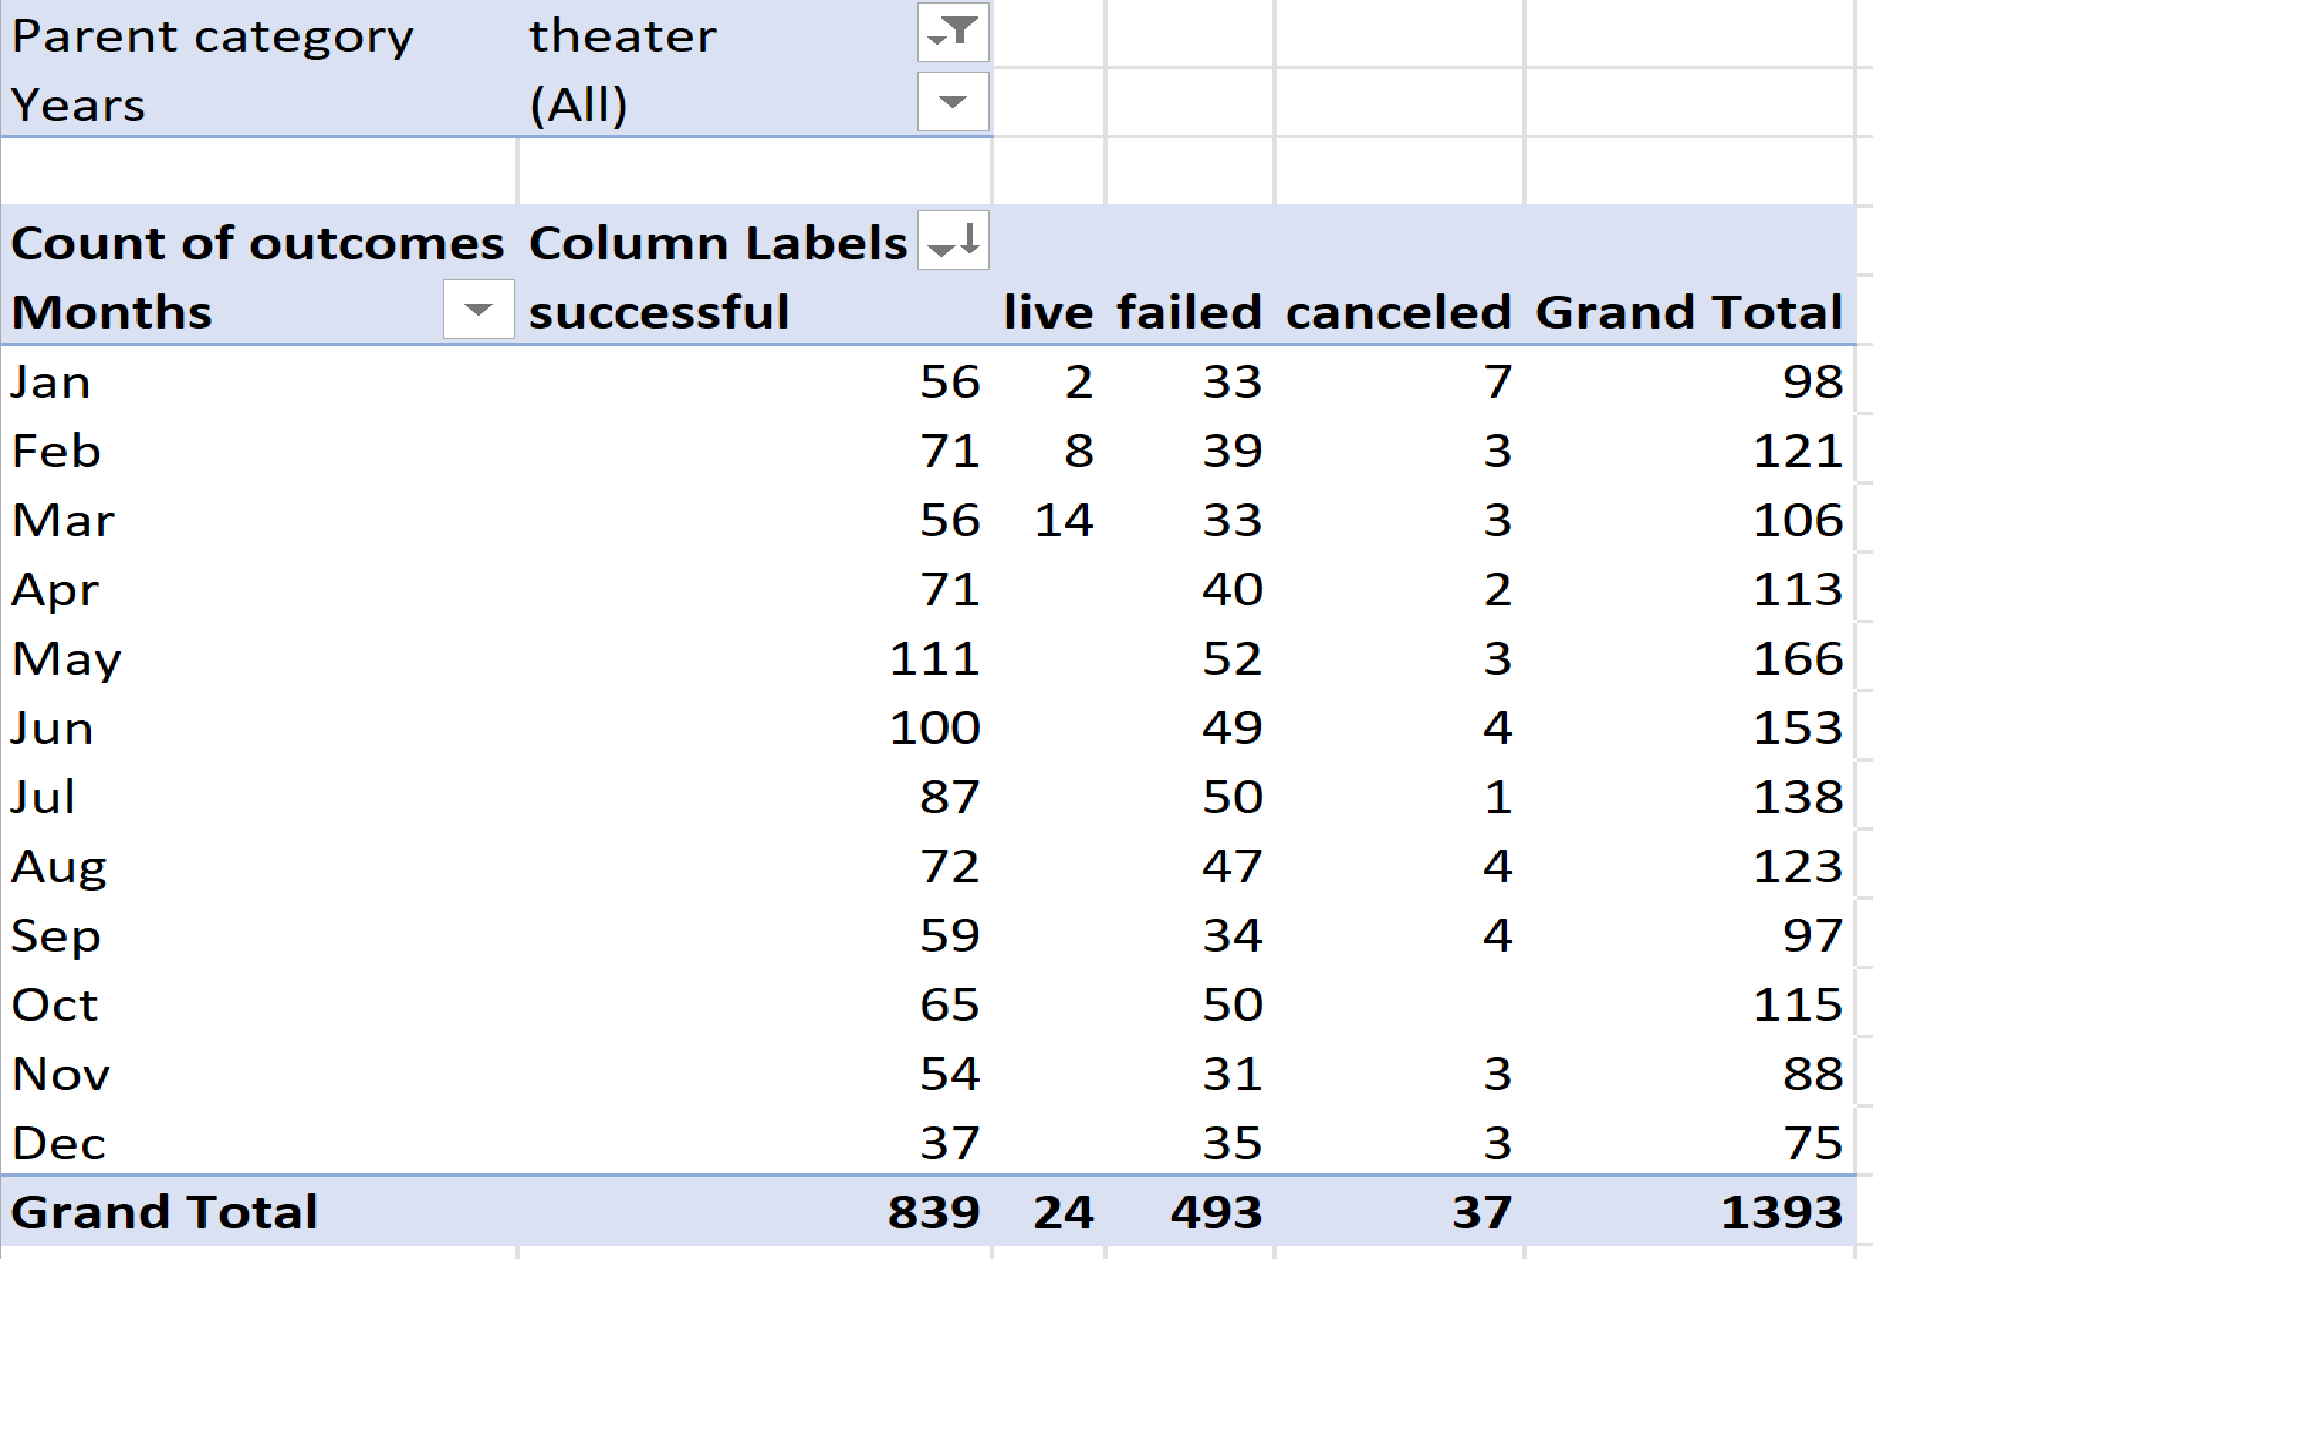 Parent category theater
Years (All)
Count of outcomes Column Labels
Months successful live failed canceled Grand Total
Jan 56 2 33 7 98
Feb 71 8 39 3 121
Mar 56 14 33 3 106
Apr 71 40 2 113
May 111 52 3 166
Jun 100 49 4 153
Jul 87 50 1 138
Aug 72 47 4 123
Sep 59 34 4 97
Oct 65 50 115
Nov 54 31 3 88
Dec 37 35 3 75
Grand Total 839 24 493 37 1393